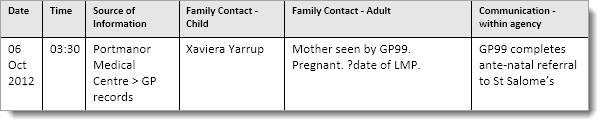 Date Time Source of Information Family Contact - Child Family Contact - Adult Communication - within agency
06 Oct 2012 03:30 Portmanor Medical Centre > GP records Xaviera Yarrup Mother seen by GP99. Pregnant. ?date of LMP. GP99 completes ante-natal referral to St Salome’s